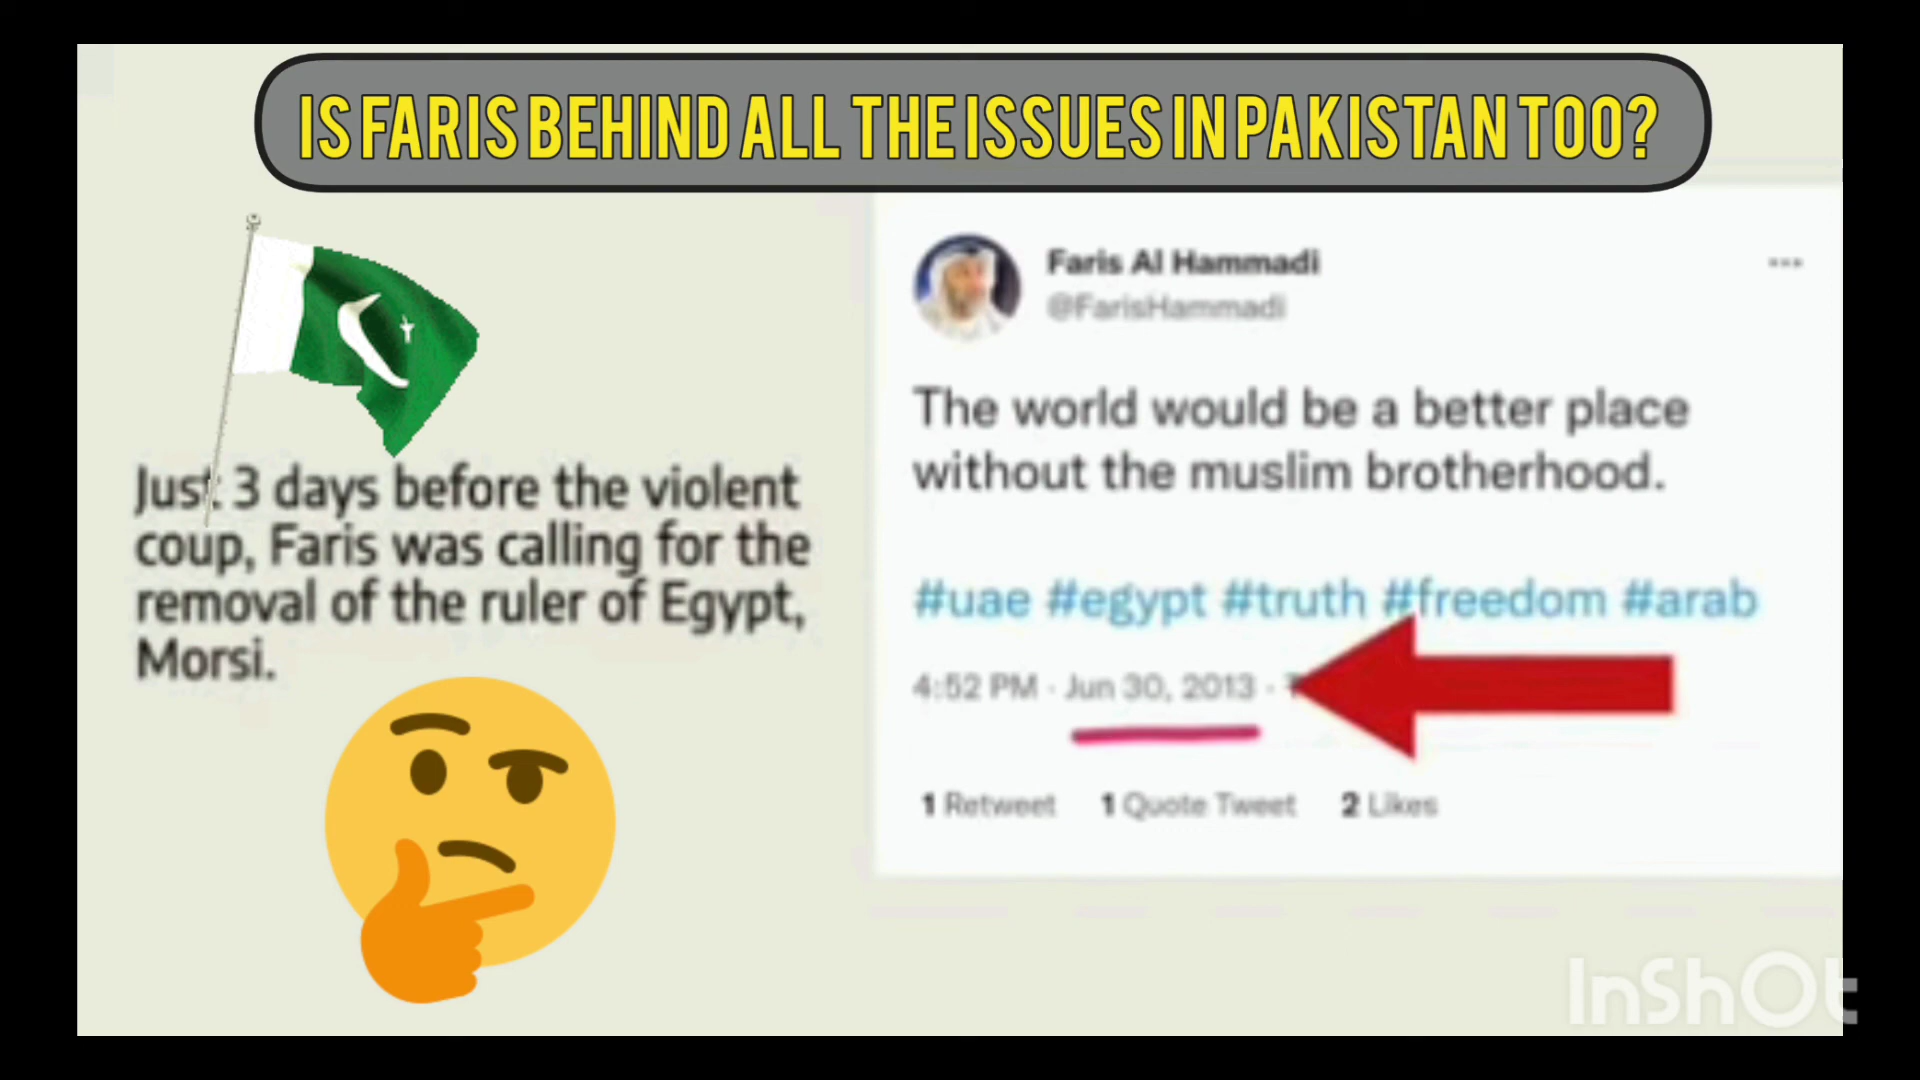 IS FARIS BEHIND ALL THE ISSUES IN PAKISTAN TOO?
Just 3 days before the violent
coup, Faris was calling for the
removal of the ruler of Egypt,
Morsi.
Faris Al Hammadi
@FarisHammadi
The world would be a better place
without the muslim brotherhood.
#uae #egypt #truth #freedom #arab
4:52 PM · Jun 30, 2013 ·
1 Retweet 1 Quote Tweet 2 Likes
InShOt